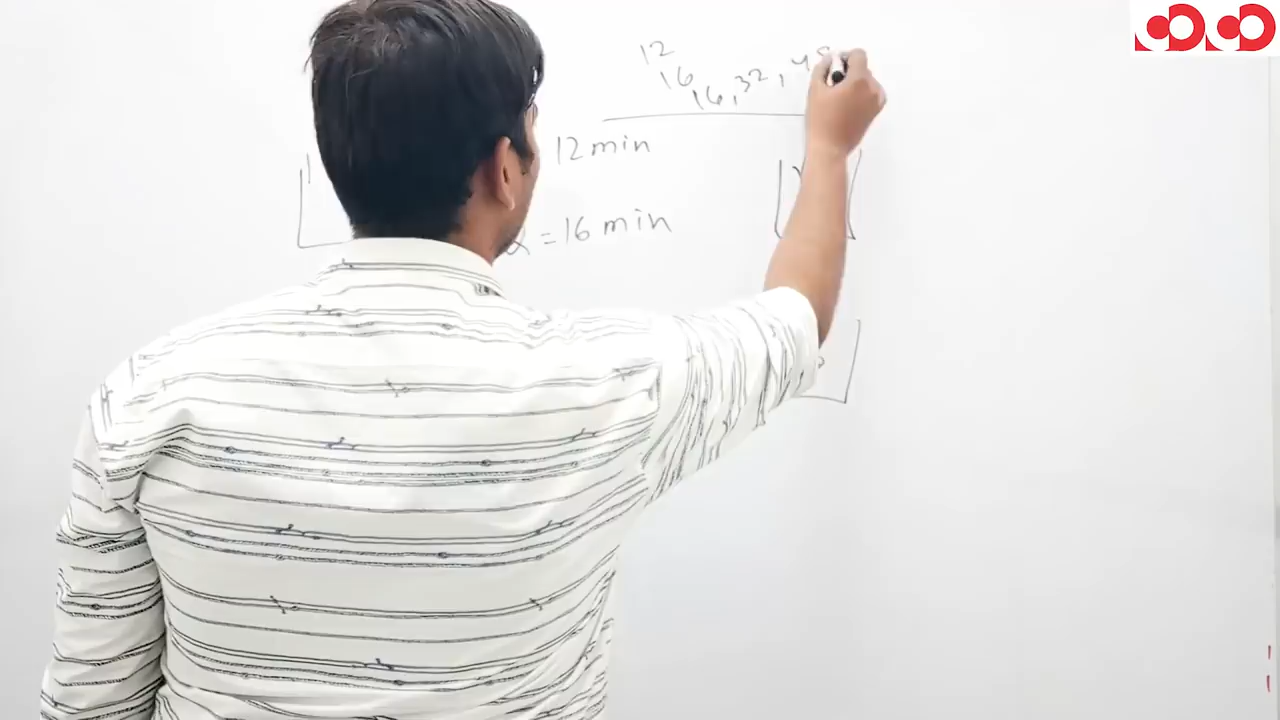 12
16
16, 32, 48
12 min
= 16 min